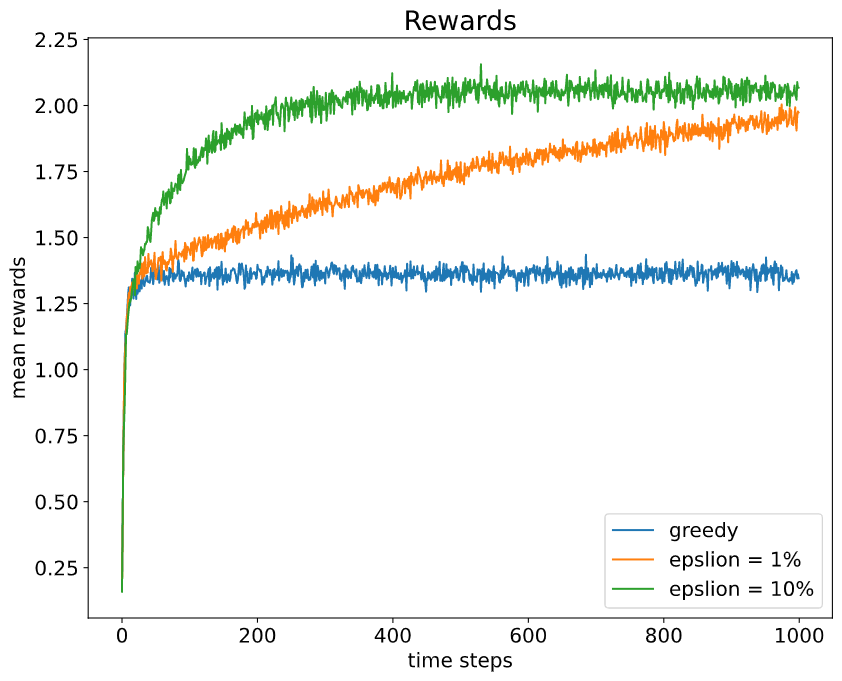 Rewards
2.25
2.00
1.75
1.50
1.25
1.00
0.75
0.50
0.25
mean rewards
0 200 400 600 800 1000
time steps
greedy
epslion = 1%
epslion = 10%